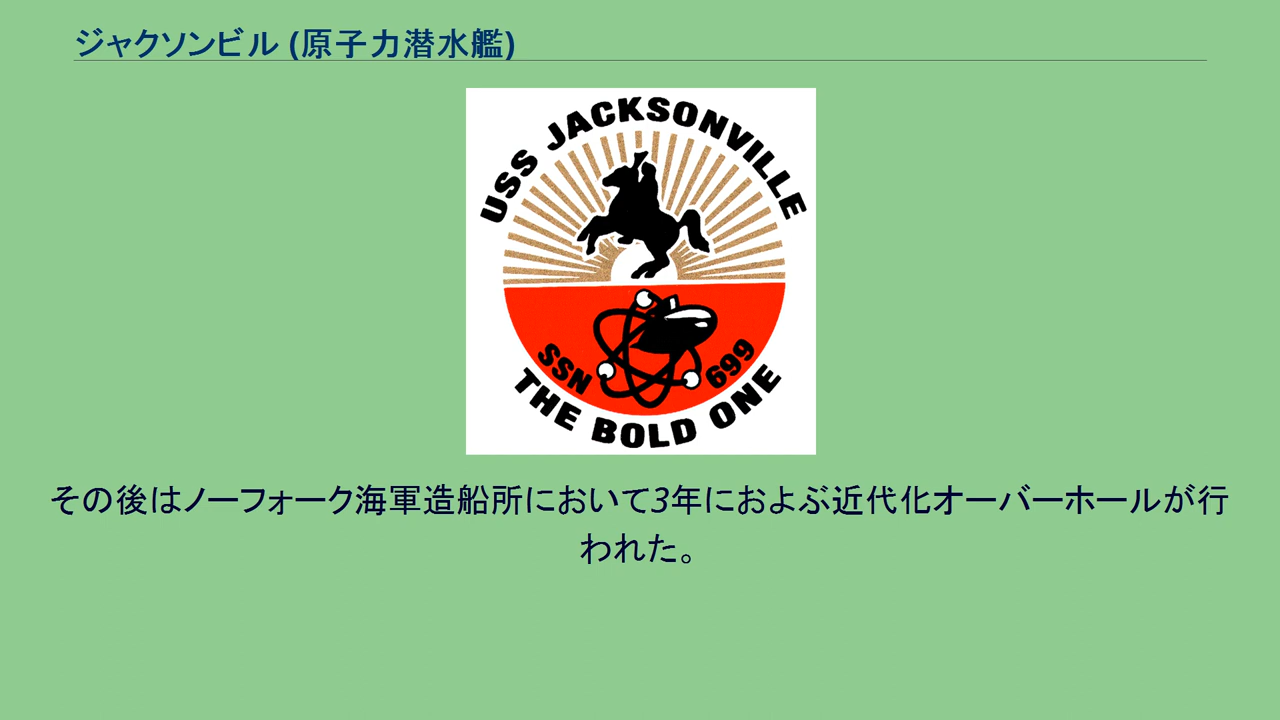 ジャクソンビル (原子力潜水艦)
USS JACKSONVILLE
SSN 699
THE BOLD ONE
その後はノーフォーク海軍造船所において3年におよぶ近代化オーバーホールが行
われた。